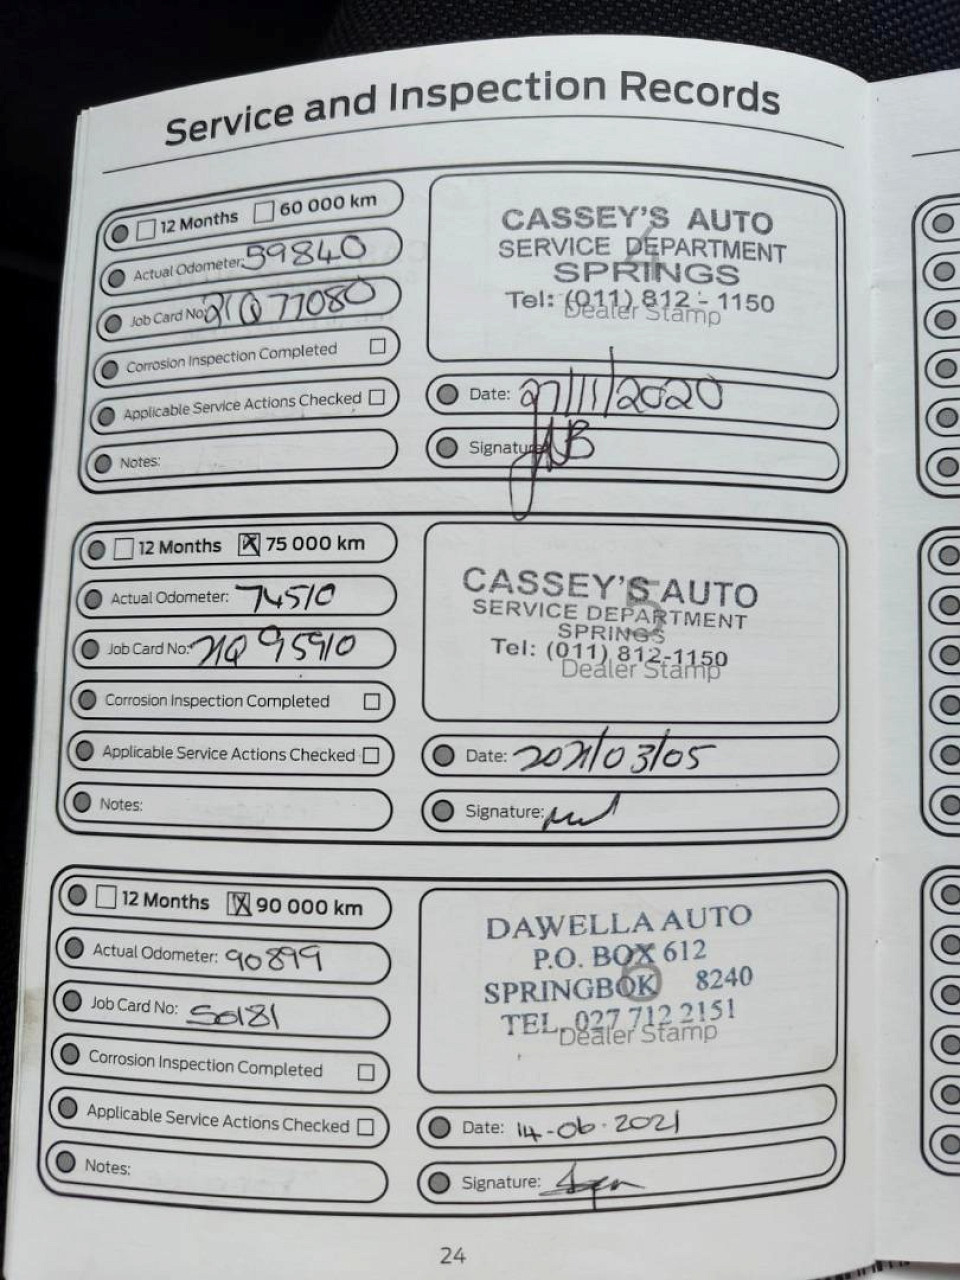 Service and Inspection Records
12 Months 60 000 km
Actual Odometer: 59840
Job Card No: 21Q77080
Corrosion Inspection Completed
Applicable Service Actions Checked
Notes:
CASSEY'S AUTO
SERVICE DEPARTMENT
SPRINGS
Tel: (011) 812 - 1150
4
Dealer Stamp
Date: 27/11/2020
Signature:
12 Months 75 000 km
Actual Odometer: 74510
Job Card No: 21Q95910
Corrosion Inspection Completed
Applicable Service Actions Checked
Notes:
CASSEY'S AUTO
SERVICE DEPARTMENT
SPRINGS
Tel: (011) 812-1150
5
Dealer Stamp
Date: 2021/03/05
Signature:
12 Months 90 000 km
Actual Odometer: 90899
Job Card No: 50181
Corrosion Inspection Completed
Applicable Service Actions Checked
Notes:
DAWELLA AUTO
P.O. BOX 612
SPRINGBOK 8240
TEL. 027 712 2151
6
Dealer Stamp
Date: 14-06-2021
Signature:
24